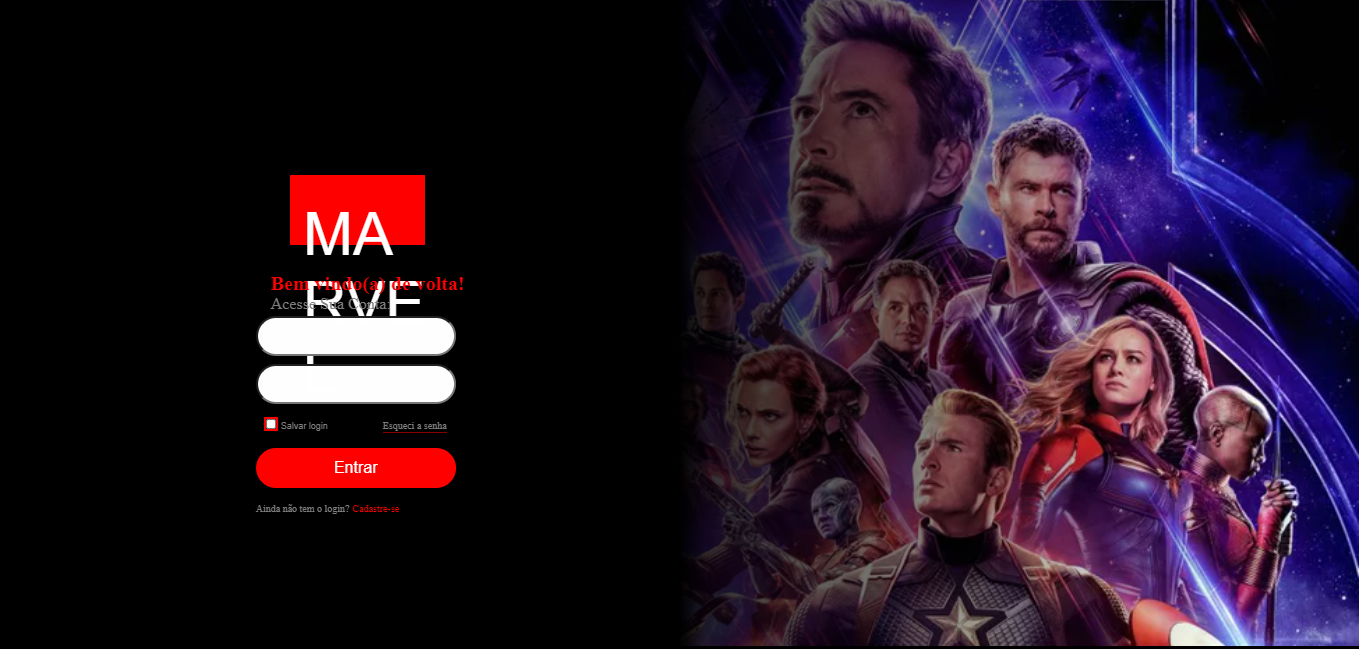 MA
RVE
L
Bem vindo(a) de volta!
Acesse Sua Conta:
Salvar login
Esqueci a senha
Entrar
Ainda não tem o login? Cadastre-se